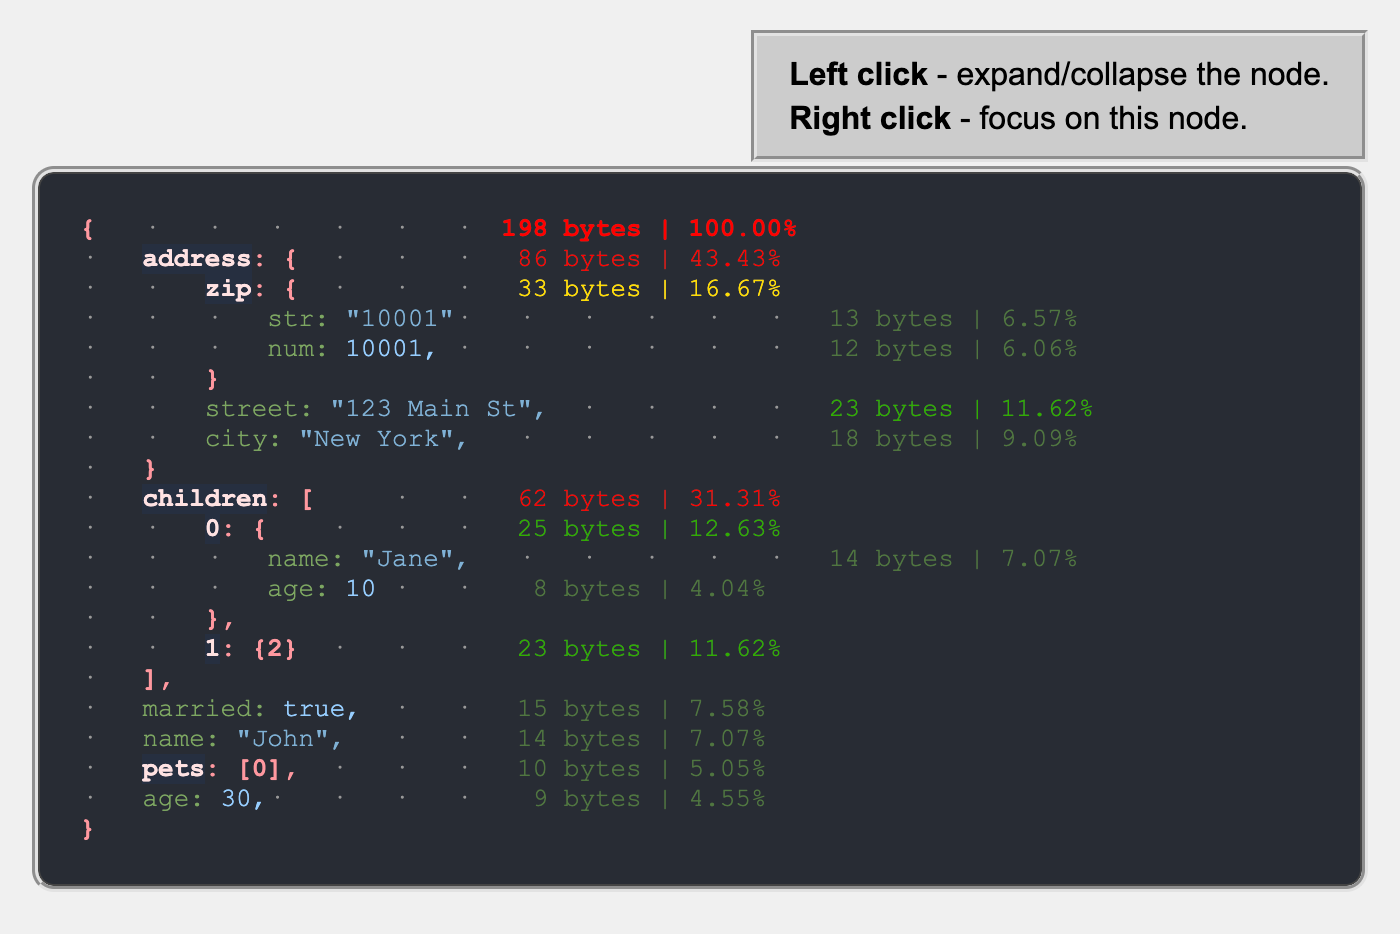 Left click - expand/collapse the node.
Right click - focus on this node.
{ 198 bytes | 100.00%
address: { 86 bytes | 43.43%
zip: { 33 bytes | 16.67%
str: "10001" 13 bytes | 6.57%
num: 10001, 12 bytes | 6.06%
}
street: "123 Main St", 23 bytes | 11.62%
city: "New York", 18 bytes | 9.09%
}
children: [ 62 bytes | 31.31%
0: { 25 bytes | 12.63%
name: "Jane", 14 bytes | 7.07%
age: 10 8 bytes | 4.04%
},
1: {2} 23 bytes | 11.62%
],
married: true, 15 bytes | 7.58%
name: "John", 14 bytes | 7.07%
pets: [0], 10 bytes | 5.05%
age: 30, 9 bytes | 4.55%
}